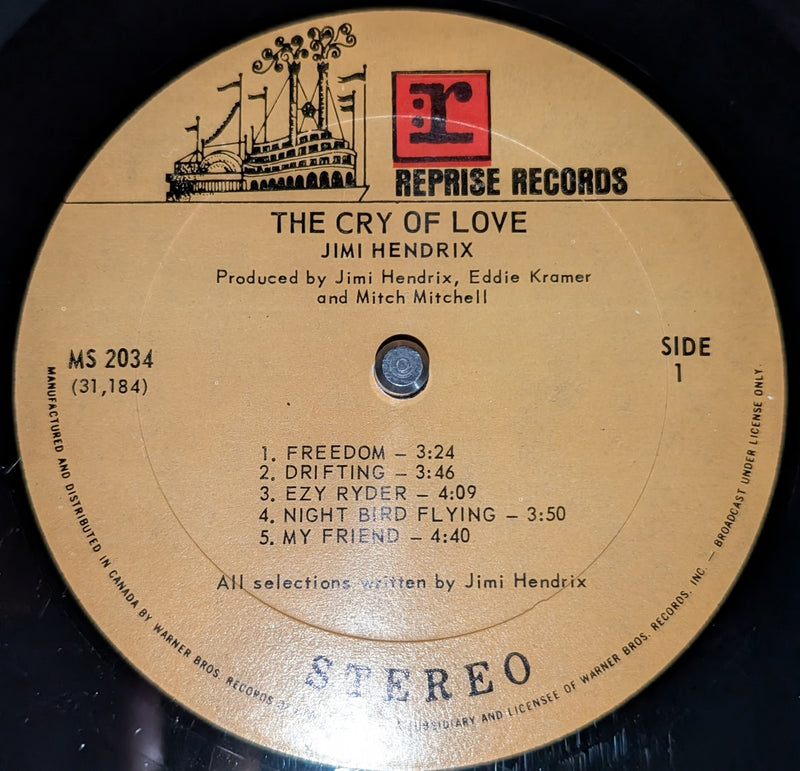 :r
REPRISE RECORDS
THE CRY OF LOVE
JIMI HENDRIX
Produced by Jimi Hendrix, Eddie Kramer
and Mitch Mitchell
MS 2034
(31,184)
SIDE
1
1. FREEDOM – 3:24
2. DRIFTING – 3:46
3. EZY RYDER – 4:09
4. NIGHT BIRD FLYING – 3:50
5. MY FRIEND – 4:40
All selections written by Jimi Hendrix
STEREO
MANUFACTURED AND DISTRIBUTED IN CANADA BY WARNER BROS. RECORDS OF A SUBSIDIARY AND LICENSEE OF WARNER BROS. RECORDS, INC. – BROADCAST UNDER LICENSE ONLY.